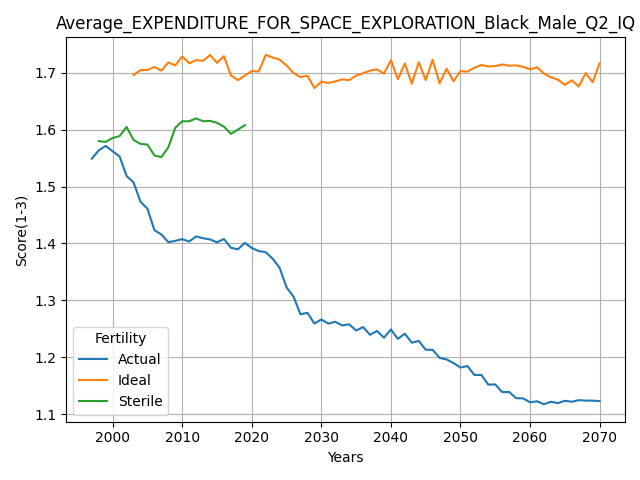 Average_EXPENDITURE_FOR_SPACE_EXPLORATION_Black_Male_Q2_IQ
1.7
1.6
1.5
1.4
1.3
1.2
1.1
Score(1-3)
Fertility
Actual
Ideal
Sterile
2000 2010 2020 2030 2040 2050 2060 2070
Years